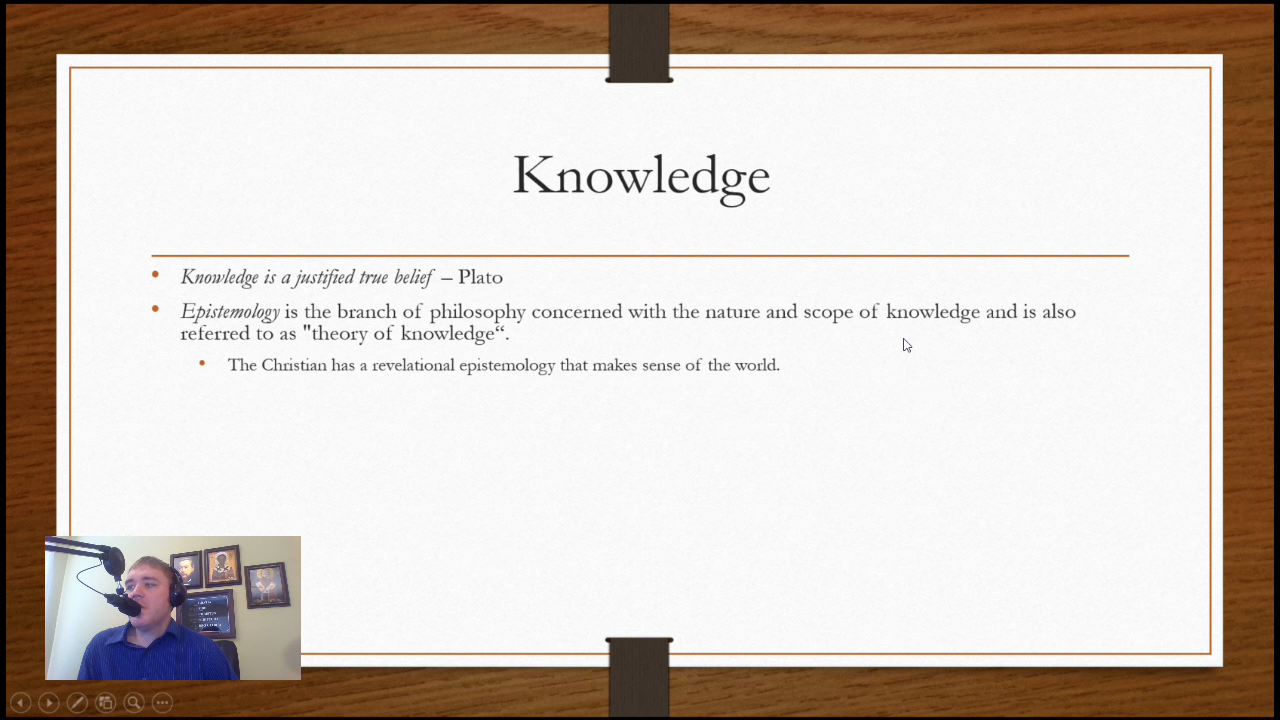 Knowledge
• Knowledge is a justified true belief – Plato
• Epistemology is the branch of philosophy concerned with the nature and scope of knowledge and is also
referred to as "theory of knowledge“.
• The Christian has a revelational epistemology that makes sense of the world.